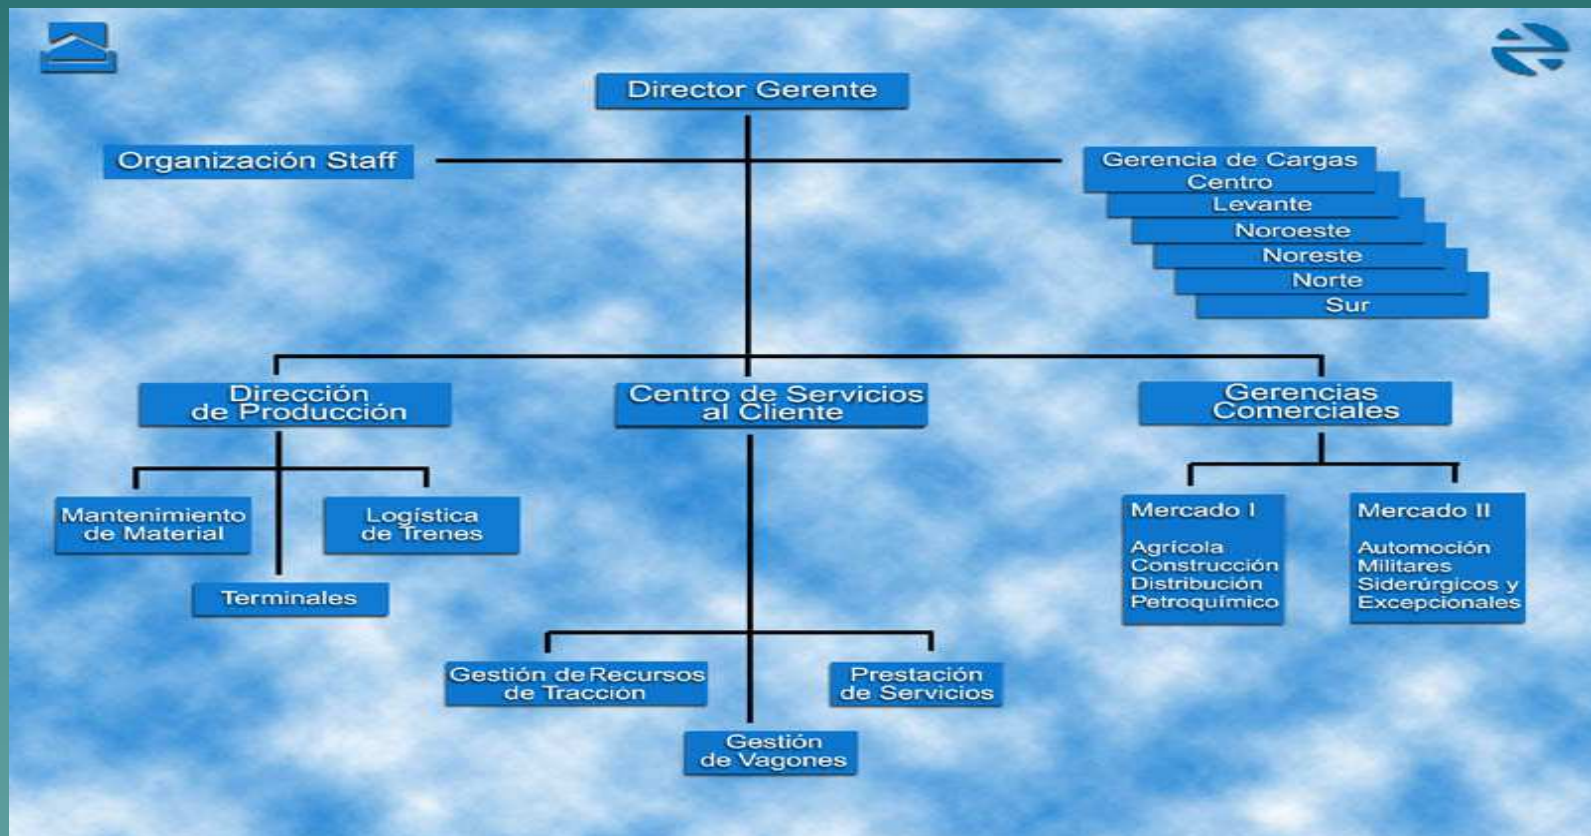 Director Gerente
Organización Staff
Gerencia de Cargas
Centro
Levante
Noroeste
Noreste
Norte
Sur
Dirección
de Producción
Centro de Servicios
al Cliente
Gerencias
Comerciales
Mantenimiento
de Material
Logística
de Trenes
Terminales
Mercado I
Agrícola
Construcción
Distribución
Petroquímico
Mercado II
Automoción
Militares
Siderúrgicos y
Excepcionales
Gestión de Recursos
de Tracción
Prestación
de Servicios
Gestión
de Vagones